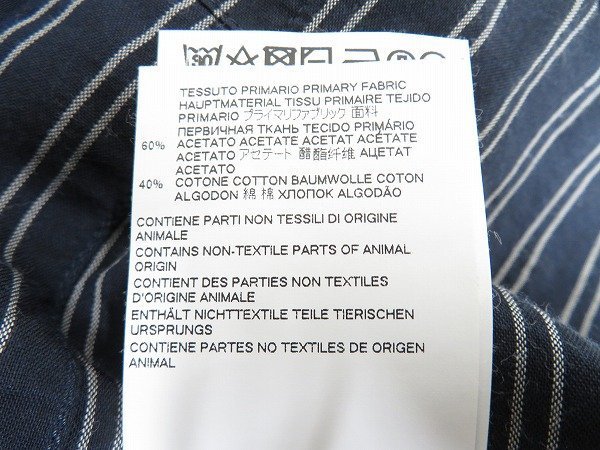 TESSUTO PRIMARIO PRIMARY FABRIC
HAUPTMATERIAL TISSU PRIMAIRE TEJIDO
PRIMARIO プライマリファブリック 面料
ПЕРВИЧНАЯ ТКАНЬ TECIDO PRIMÁRIO
60% ACETATO ACETATE ACETAT ACÉTATE
ACETATO アセテート 醋酯纤维 АЦЕТАТ
ACETATO
40% COTONE COTTON BAUMWOLLE COTON
ALGODON 綿 棉 ХЛОПОК ALGODÃO
CONTIENE PARTI NON TESSILI DI ORIGINE
ANIMALE
CONTAINS NON-TEXTILE PARTS OF ANIMAL
ORIGIN
CONTIENT DES PARTIES NON TEXTILES
D'ORIGINE ANIMALE
ENTHÄLT NICHTTEXTILE TEILE TIERISCHEN
URSPRUNGS
CONTIENE PARTES NO TEXTILES DE ORIGEN
ANIMAL